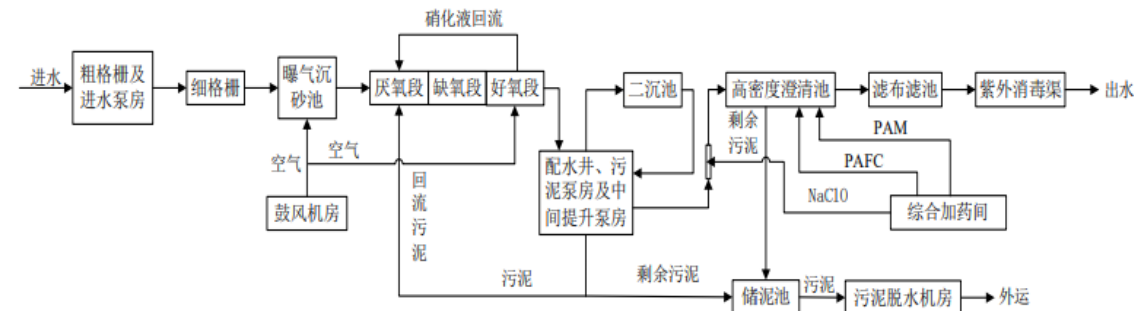 硝化液回流
进水
粗格栅及
进水泵房
细格栅
曝气沉
砂池
厌氧段
缺氧段
好氧段
二沉池
高密度澄清池
滤布滤池
紫外消毒渠
出水
空气
空气
鼓风机房
回流污泥
配水井、污
泥泵房及中
间提升泵房
剩余
污泥
PAM
PAFC
NaClO
综合加药间
污泥
剩余污泥
储泥池
污泥
污泥脱水机房
外运